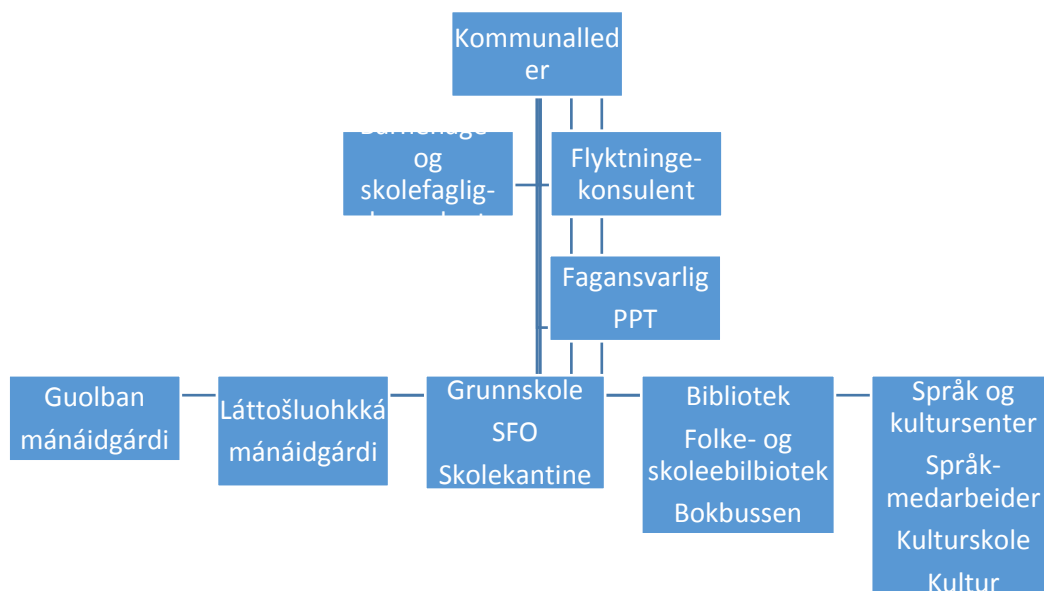 Kommunalled
er
og
skolefaglig-
Flyktninge-
konsulent
Fagansvarlig
PPT
Guolban
mánáidgárdi
Láttošluohkká
mánáidgárdi
Grunnskole
SFO
Skolekantine
Bibliotek
Folke- og
skoleebilbiotek
Bokbussen
Språk og
kultursenter
Språk-
medarbeider
Kulturskole
Kultur